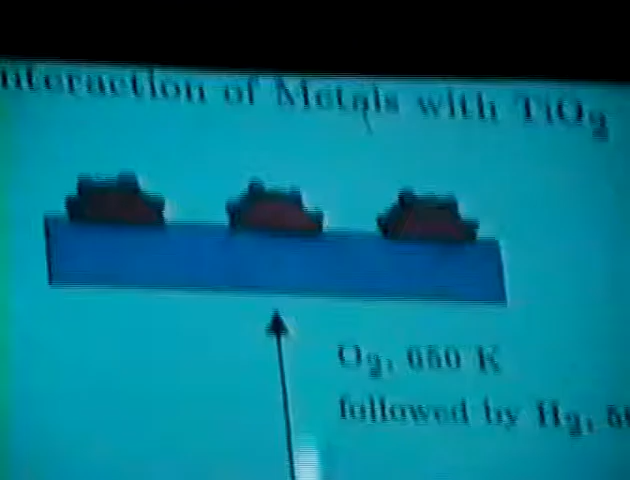 nteraction of Metals with TiO₂
O₂, 650 K
followed by H₂,